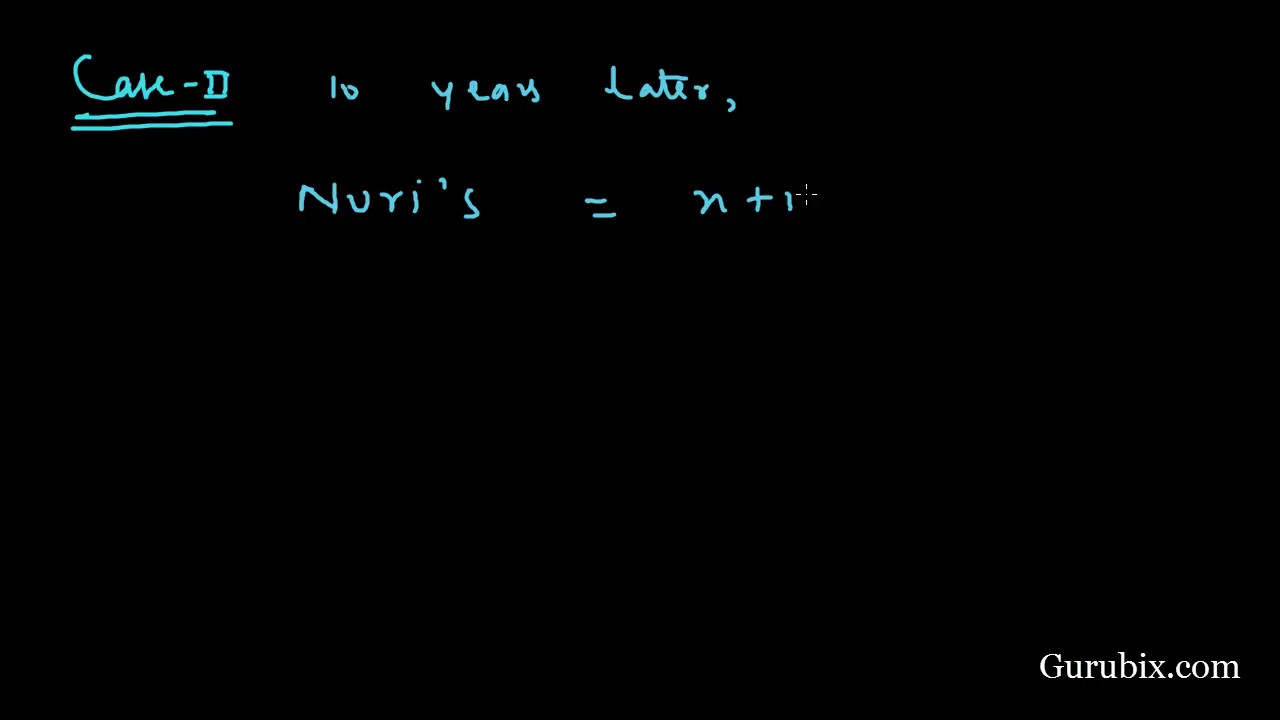 Case-II 10 years later,
Nuri's = x+1
Gurubix.com